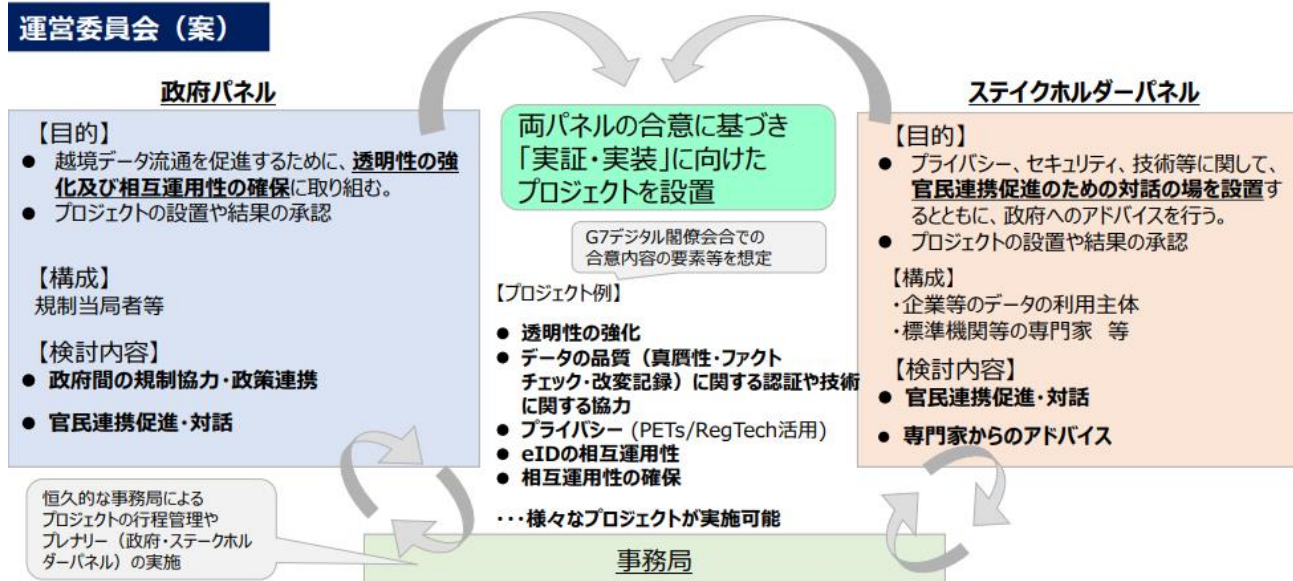 運営委員会（案）
政府パネル
【目的】
● 越境データ流通を促進するために、透明性の強
化及び相互運用性の確保に取り組む。
● プロジェクトの設置や結果の承認
【構成】
規制当局者等
【検討内容】
● 政府間の規制協力・政策連携
● 官民連携促進・対話
両パネルの合意に基づき
「実証・実装」に向けた
プロジェクトを設置
G7デジタル閣僚会合での
合意内容の要素等を想定
【プロジェクト例】
● 透明性の強化
● データの品質（真贋性・ファクト
チェック・改変記録）に関する認証や技術
に関する協力
● プライバシー (PETs/RegTech活用)
● eIDの相互運用性
● 相互運用性の確保
・・・様々なプロジェクトが実施可能
ステイクホルダーパネル
【目的】
● プライバシー、セキュリティ、技術等に関して、
官民連携促進のための対話の場を設置す
るとともに、政府へのアドバイスを行う。
● プロジェクトの設置や結果の承認
【構成】
・企業等のデータの利用主体
・標準機関等の専門家 等
【検討内容】
● 官民連携促進・対話
● 専門家からのアドバイス
恒久的な事務局による
プロジェクトの行程管理や
プレナリー（政府・ステークホル
ダーパネル）の実施
事務局